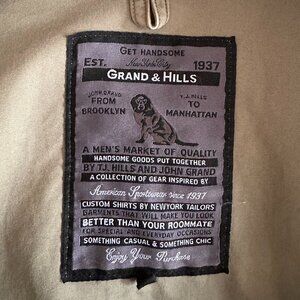 GET HANDSOME
EST. New York City 1937
GRAND & HILLS
JOHN GRAND T.J. HILLS
FROM TO
BROOKLYN MANHATTAN
A MEN'S MARKET OF QUALITY
HANDSOME GOODS PUT TOGETHER
BY T.J. HILLS AND JOHN GRAND
A COLLECTION OF GEAR INSPIRED BY
American Sportswear since 1937
CUSTOM SHIRTS BY NEWYORK TAILORS
GARMENTS THAT WILL MAKE YOU LOOK
BETTER THAN YOUR ROOMMATE
FOR SPECIAL AND EVERYDAY OCCASIONS
SOMETHING CASUAL & SOMETHING CHIC
Enjoy Your Purchase